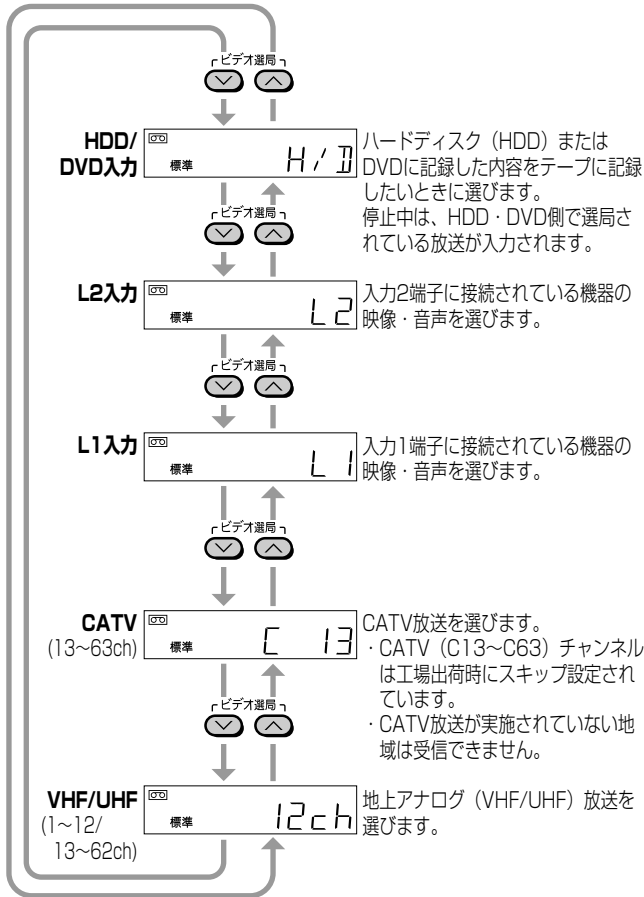 ビデオ選局
HDD/
DVD入力
標準
H/D
ハードディスク（HDD）または
DVDに記録した内容をテープに記録
したいときに選びます。
停止中は、HDD・DVD側で選局さ
れている放送が入力されます。
ビデオ選局
L2入力
標準
L2
入力2端子に接続されている機器の
映像・音声を選びます。
ビデオ選局
L1入力
標準
L1
入力1端子に接続されている機器の
映像・音声を選びます。
ビデオ選局
CATV
(13~63ch)
標準
C 13
CATV放送を選びます。
・CATV（C13~C63）チャンネル
は工場出荷時にスキップ設定され
ています。
・CATV放送が実施されていない地
域は受信できません。
ビデオ選局
VHF/UHF
(1~12/
13~62ch)
標準
12ch
地上アナログ（VHF/UHF）放送を
選びます。